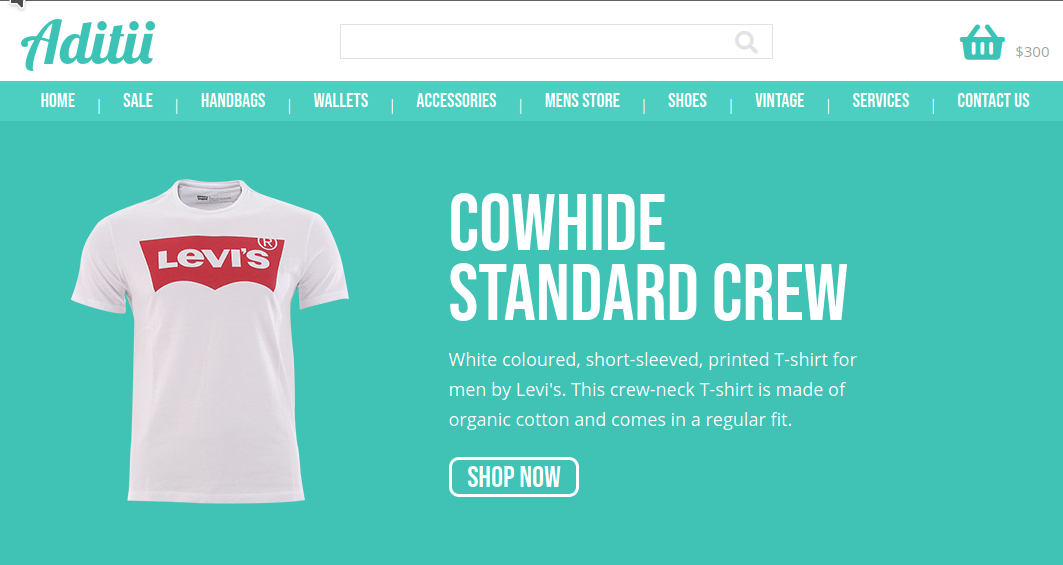 Aditii
$300
HOME | SALE | HANDBAGS | WALLETS | ACCESSORIES | MENS STORE | SHOES | VINTAGE | SERVICES | CONTACT US
LEVI'S ®
COWHIDE
STANDARD CREW
White coloured, short-sleeved, printed T-shirt for
men by Levi's. This crew-neck T-shirt is made of
organic cotton and comes in a regular fit.
SHOP NOW